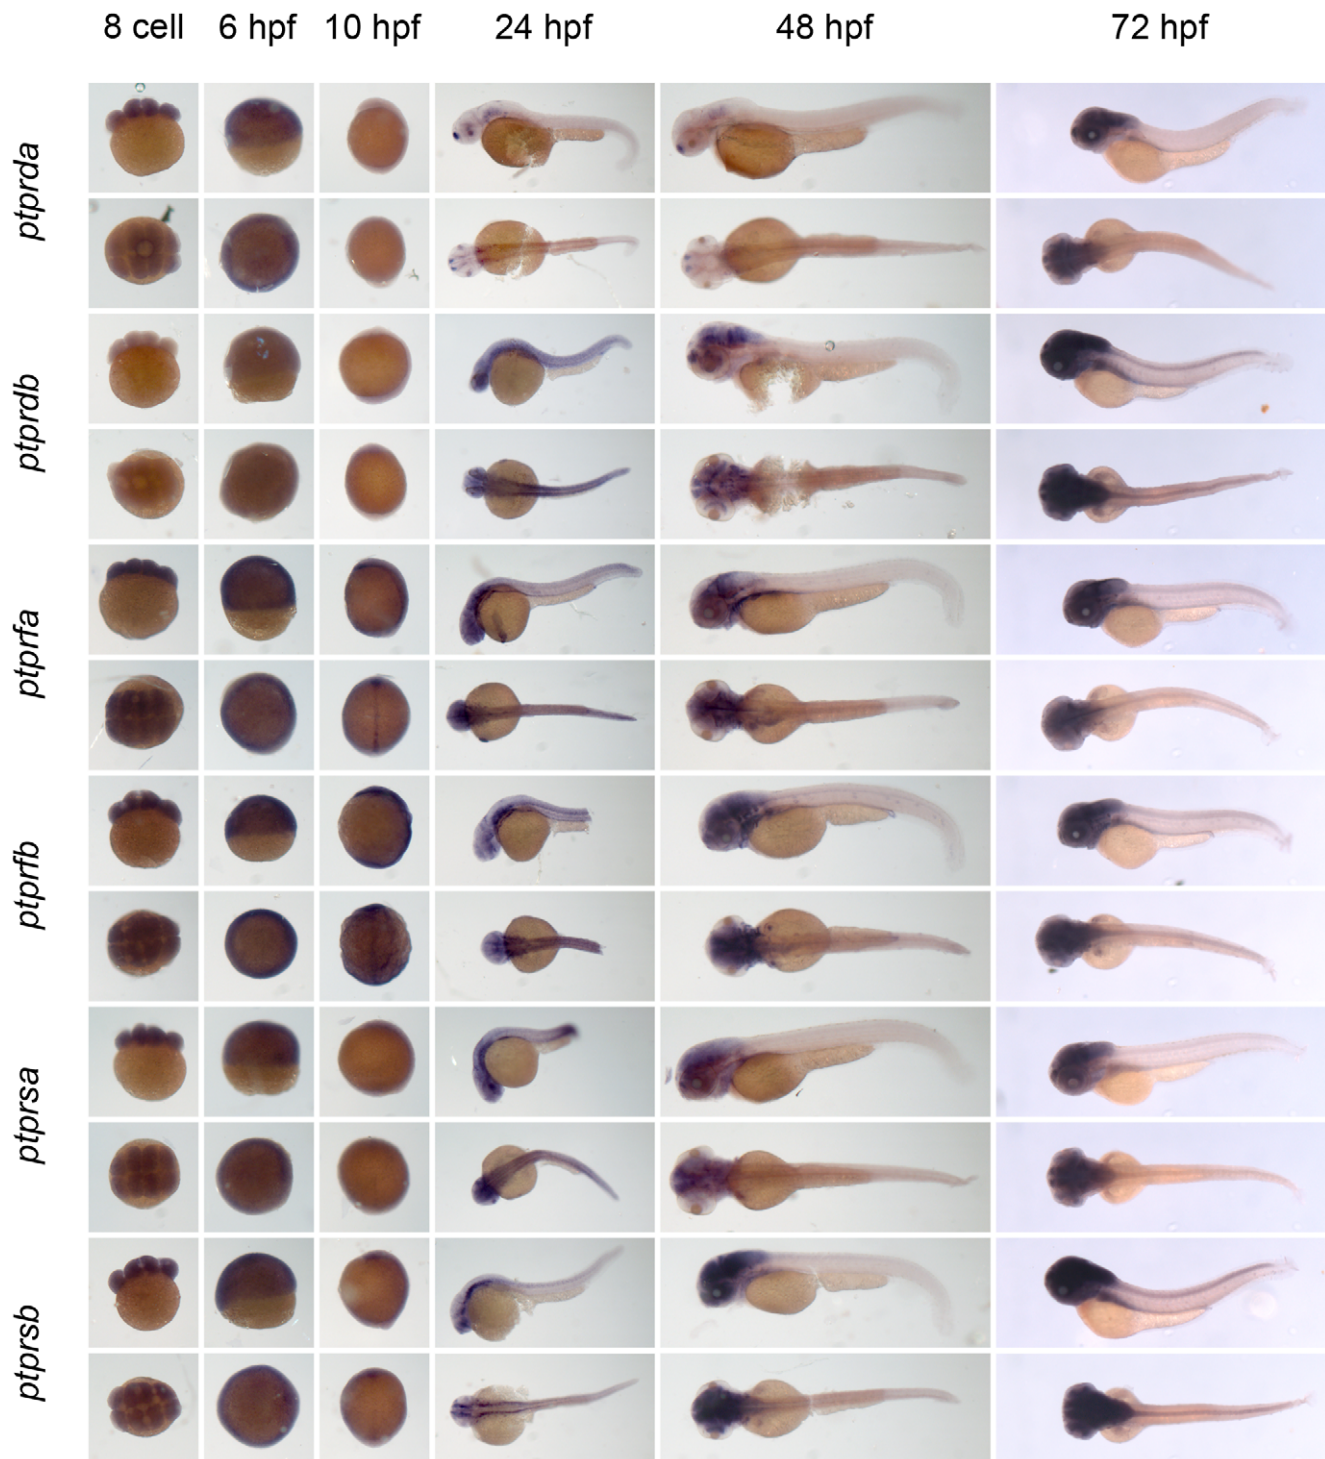 8 cell 6 hpf 10 hpf 24 hpf 48 hpf 72 hpf
ptprda
ptprdb
ptprfa
ptprfb
ptprsa
ptprsb